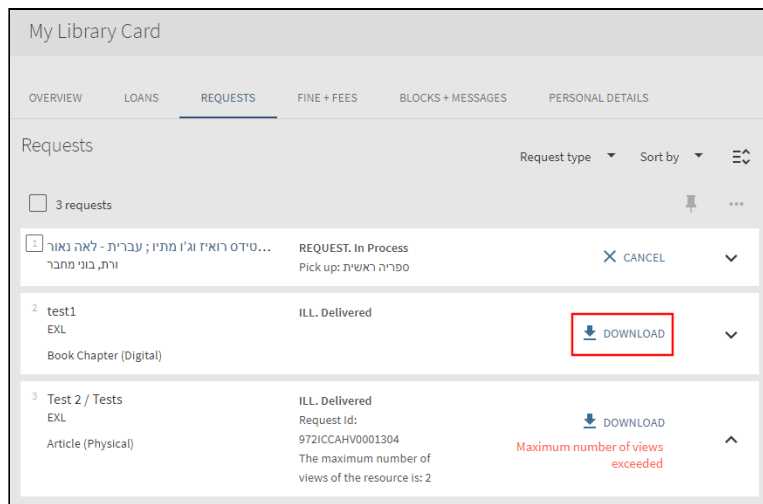 My Library Card
OVERVIEW LOANS REQUESTS FINE + FEES BLOCKS + MESSAGES PERSONAL DETAILS
Requests
Request type Sort by
3 requests
1 טידס רואיז וג'ו מתיו ; עברית - לאה נאור... REQUEST. In Process
ורת, בוני מחבר Pick up: ספריה ראשית
CANCEL
2 test1 ILL. Delivered
EXL
DOWNLOAD
Book Chapter (Digital)
3 Test 2 / Tests ILL. Delivered
EXL Request Id:
DOWNLOAD
Article (Physical) 972ICCAHV0001304
The maximum number of
views of the resource is: 2
Maximum number of views
exceeded